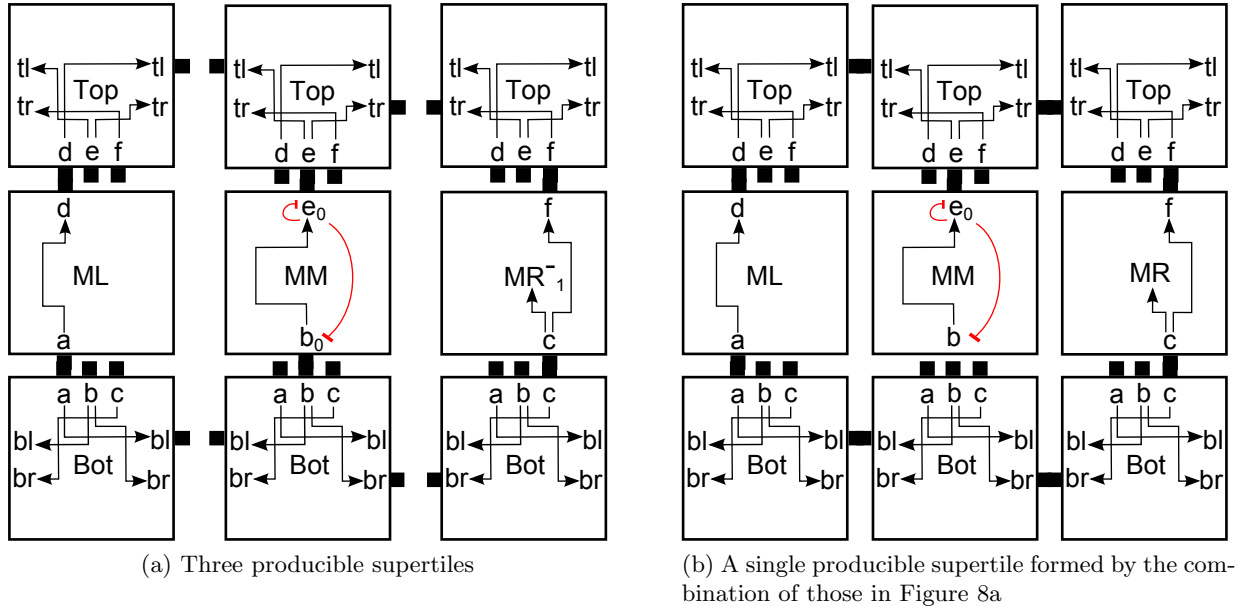 tl tl tl tl tl tl
Top Top Top
tr tr tr tr tr tr
d e f d e f d e f
d e₀ f
ML MM MR⁻₁
a b₀ c
a b c a b c a b c
bl bl bl bl bl bl
Bot Bot Bot
br br br br br br
(a) Three producible supertiles
tl tl tl tl tl tl
Top Top Top
tr tr tr tr tr tr
d e f d e f d e f
d e₀ f
ML MM MR
a b c
a b c a b c a b c
bl bl bl bl bl bl
Bot Bot Bot
br br br br br br
(b) A single producible supertile formed by the com-
bination of those in Figure 8a